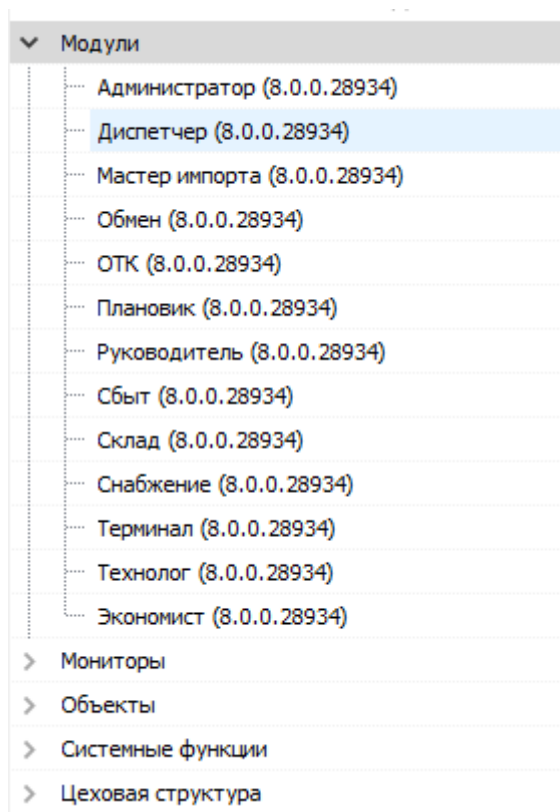 Модули
Администратор (8.0.0.28934)
Диспетчер (8.0.0.28934)
Мастер импорта (8.0.0.28934)
Обмен (8.0.0.28934)
ОТК (8.0.0.28934)
Плановик (8.0.0.28934)
Руководитель (8.0.0.28934)
Сбыт (8.0.0.28934)
Склад (8.0.0.28934)
Снабжение (8.0.0.28934)
Терминал (8.0.0.28934)
Технолог (8.0.0.28934)
Экономист (8.0.0.28934)
Мониторы
Объекты
Системные функции
Цеховая структура